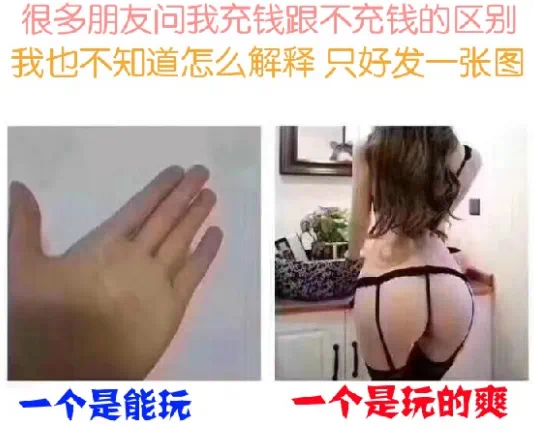 很多朋友问我充钱跟不充钱的区别
我也不知道怎么解释 只好发一张图
一个是能玩
一个是玩的爽